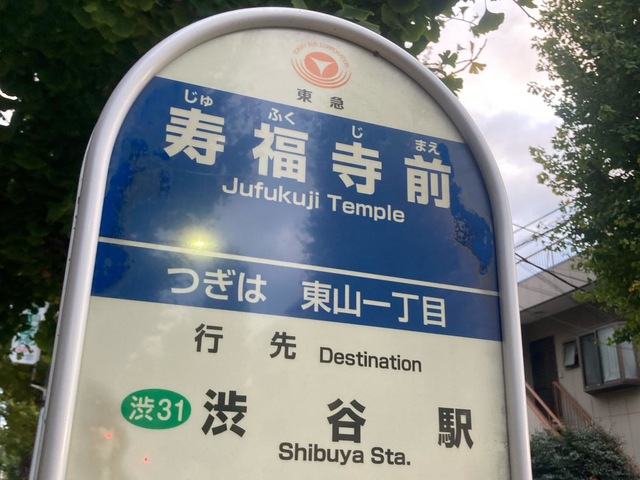 東急
じゅ ふく じ まえ
寿福寺前
Jufukuji Temple
つぎは 東山一丁目
行先 Destination
渋31 渋谷駅
Shibuya Sta.